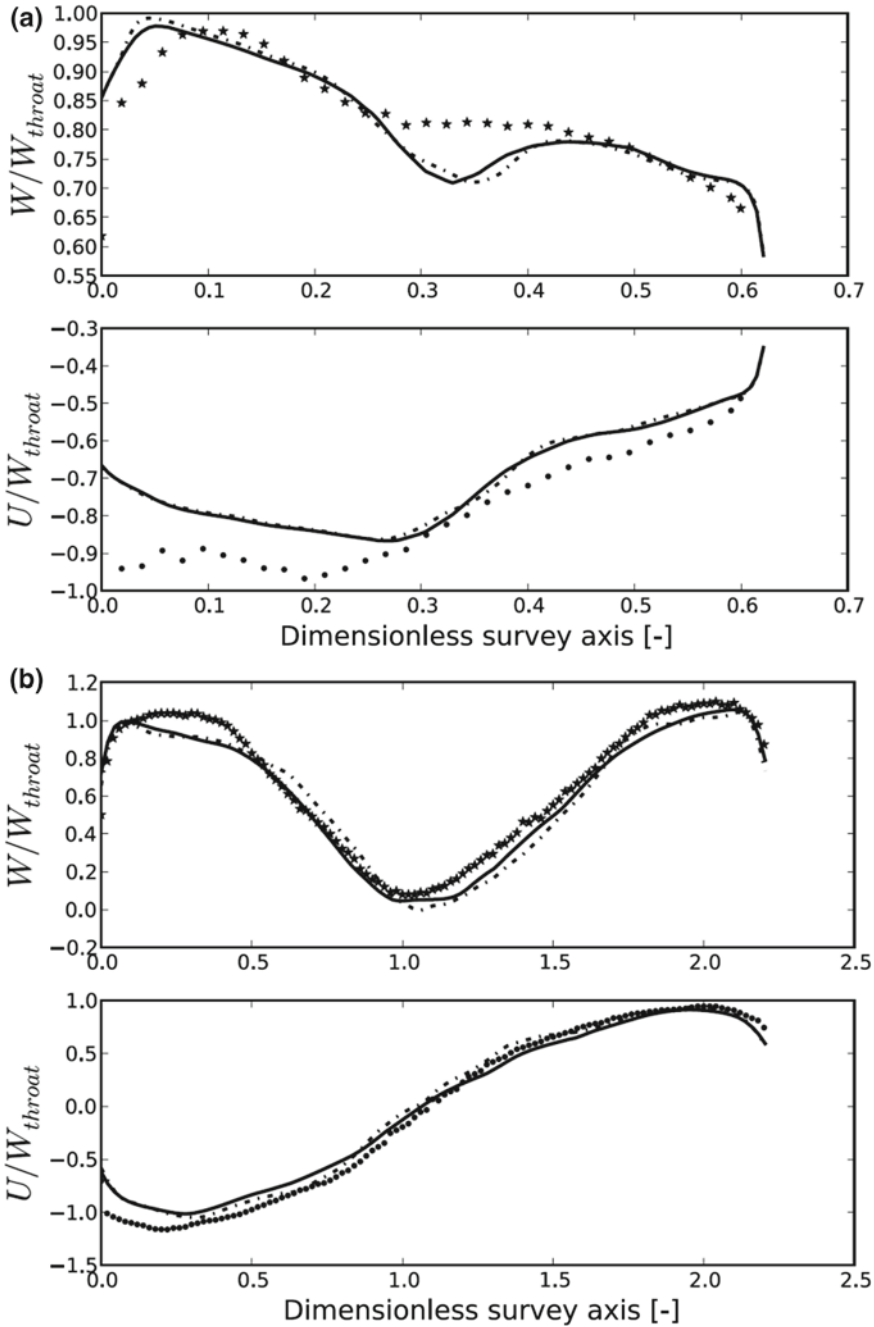 (a)
1.00
0.95
0.90
0.85
0.80
0.75
0.70
0.65
0.60
0.55
W/W_throat
0.0 0.1 0.2 0.3 0.4 0.5 0.6 0.7
−0.3
−0.4
−0.5
−0.6
−0.7
−0.8
−0.9
−1.0
U/W_throat
0.0 0.1 0.2 0.3 0.4 0.5 0.6 0.7
Dimensionless survey axis [-]
(b)
1.2
1.0
0.8
0.6
0.4
0.2
0.0
−0.2
W/W_throat
0.0 0.5 1.0 1.5 2.0 2.5
1.0
0.5
0.0
−0.5
−1.0
−1.5
U/W_throat
0.0 0.5 1.0 1.5 2.0 2.5
Dimensionless survey axis [-]